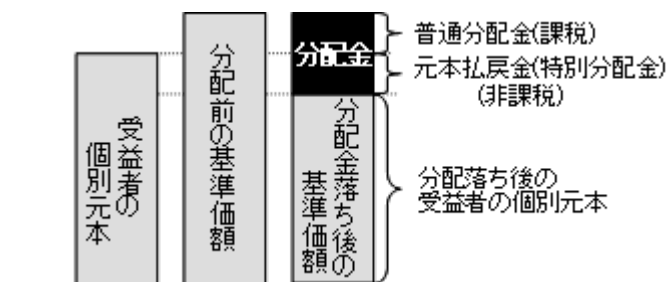 受益者の
個別元本
分配前の基準価額
分配金
分配金落ち後の
基準価額
普通分配金(課税)
元本払戻金(特別分配金)
(非課税)
分配落ち後の
受益者の個別元本